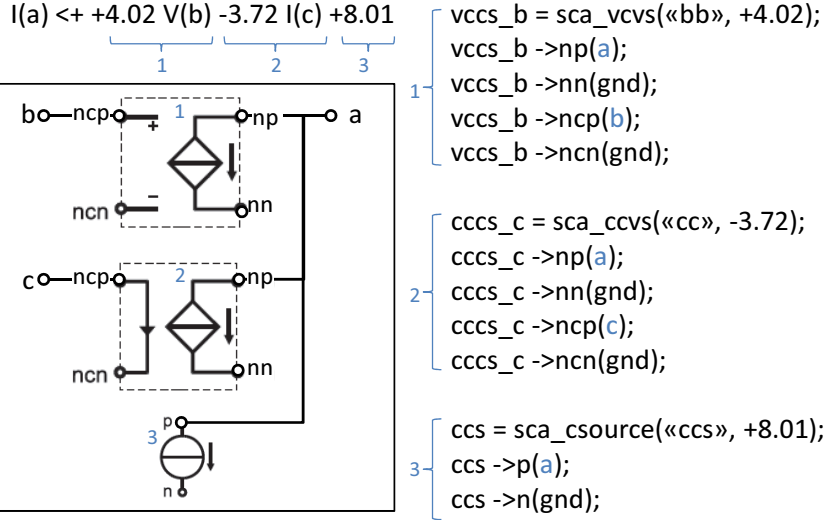 I(a) <+ +4.02 V(b) -3.72 I(c) +8.01
1 2 3
b ncp + 1 np a
ncn − nn
c ncp 2 np
ncn nn
p
3
n
vccs_b = sca_vcvs(«bb», +4.02);
vccs_b ->np(a);
1 vccs_b ->nn(gnd);
vccs_b ->ncp(b);
vccs_b ->ncn(gnd);
cccs_c = sca_ccvs(«cc», -3.72);
cccs_c ->np(a);
2 cccs_c ->nn(gnd);
cccs_c ->ncp(c);
cccs_c ->ncn(gnd);
ccs = sca_csource(«ccs», +8.01);
3 ccs ->p(a);
ccs ->n(gnd);